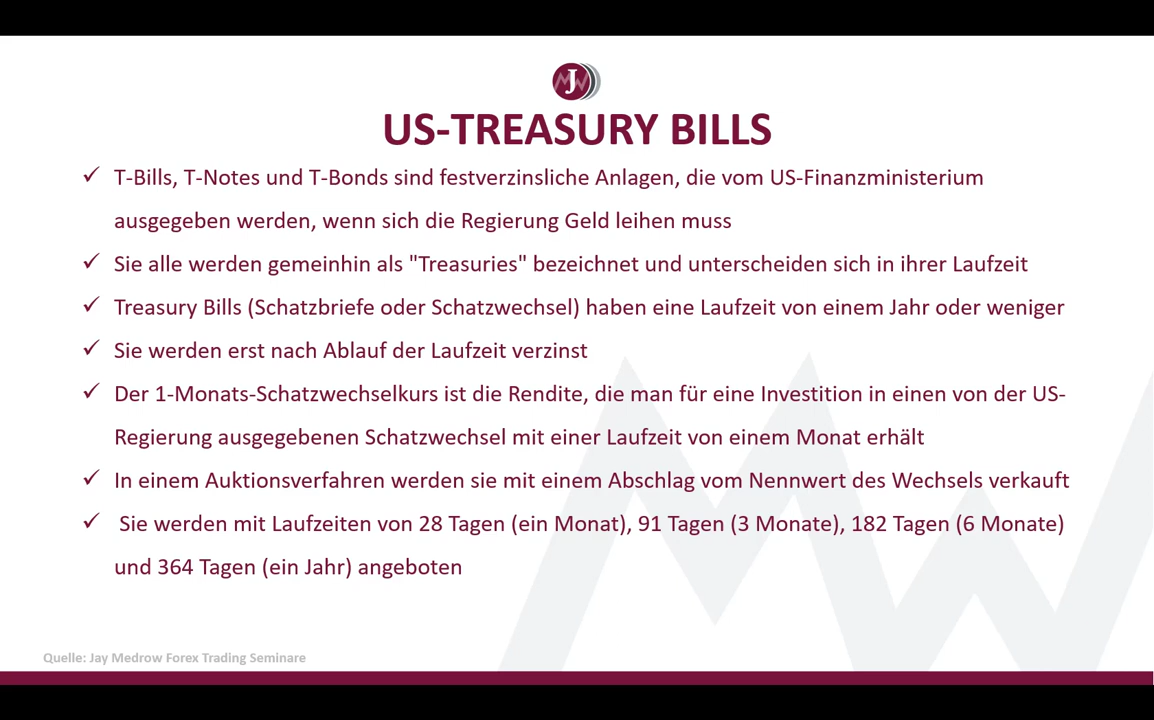 J
US-TREASURY BILLS
✓ T-Bills, T-Notes und T-Bonds sind festverzinsliche Anlagen, die vom US-Finanzministerium
ausgegeben werden, wenn sich die Regierung Geld leihen muss
✓ Sie alle werden gemeinhin als "Treasuries" bezeichnet und unterscheiden sich in ihrer Laufzeit
✓ Treasury Bills (Schatzbriefe oder Schatzwechsel) haben eine Laufzeit von einem Jahr oder weniger
✓ Sie werden erst nach Ablauf der Laufzeit verzinst
✓ Der 1-Monats-Schatzwechselkurs ist die Rendite, die man für eine Investition in einen von der US-
Regierung ausgegebenen Schatzwechsel mit einer Laufzeit von einem Monat erhält
✓ In einem Auktionsverfahren werden sie mit einem Abschlag vom Nennwert des Wechsels verkauft
✓ Sie werden mit Laufzeiten von 28 Tagen (ein Monat), 91 Tagen (3 Monate), 182 Tagen (6 Monate)
und 364 Tagen (ein Jahr) angeboten
Quelle: Jay Medrow Forex Trading Seminare